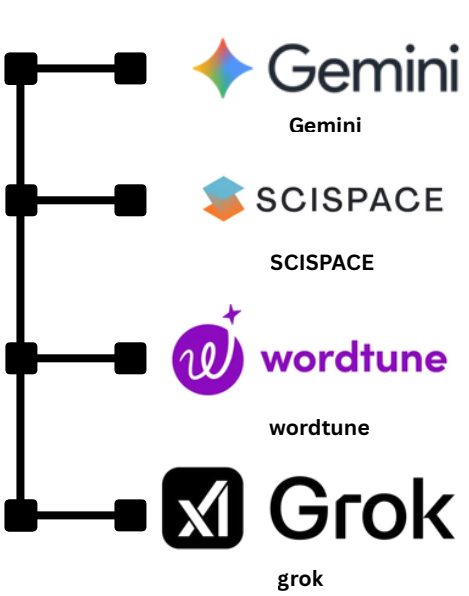 Gemini
Gemini
SCISPACE
SCISPACE
wordtune
wordtune
Grok
grok